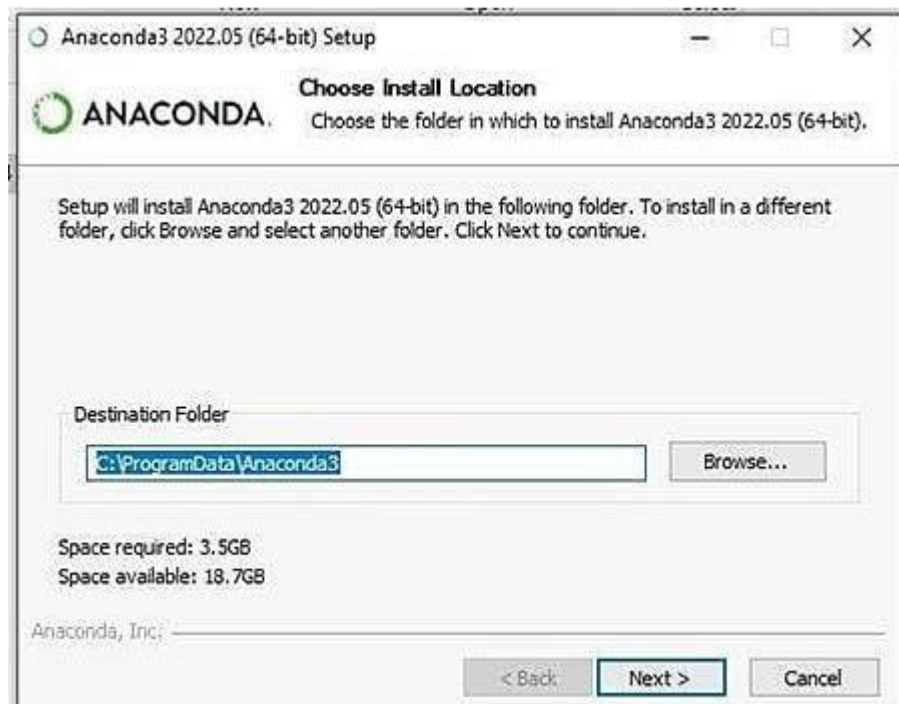 Anaconda3 2022.05 (64-bit) Setup
ANACONDA.
Choose Install Location
Choose the folder in which to install Anaconda3 2022.05 (64-bit).
Setup will install Anaconda3 2022.05 (64-bit) in the following folder. To install in a different
folder, click Browse and select another folder. Click Next to continue.
Destination Folder
C:\ProgramData\Anaconda3
Browse...
Space required: 3.5GB
Space available: 18.7GB
Anaconda, Inc.
< Back
Next >
Cancel